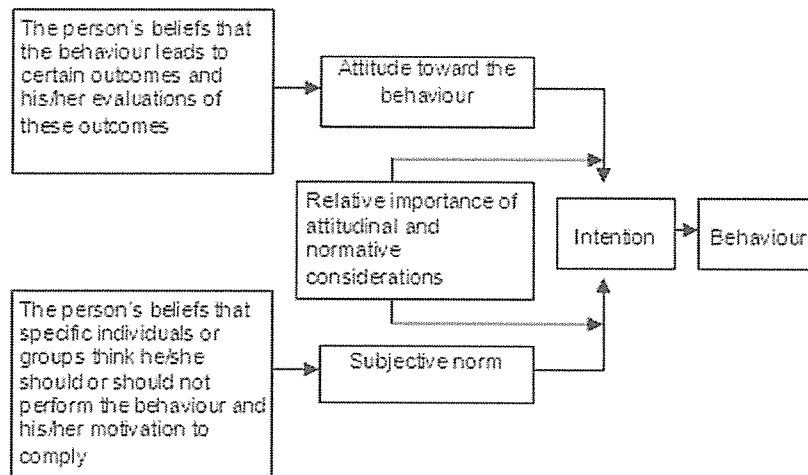 The person's beliefs that
the behaviour leads to
certain outcomes and
his/her evaluations of
these outcomes
Attitude toward the
behaviour
Relative importance of
attitudinal and
normative
considerations
Intention
Behaviour
The person's beliefs that
specific individuals or
groups think he/she
should or should not
perform the behaviour and
his/her motivation to
comply
Subjective norm